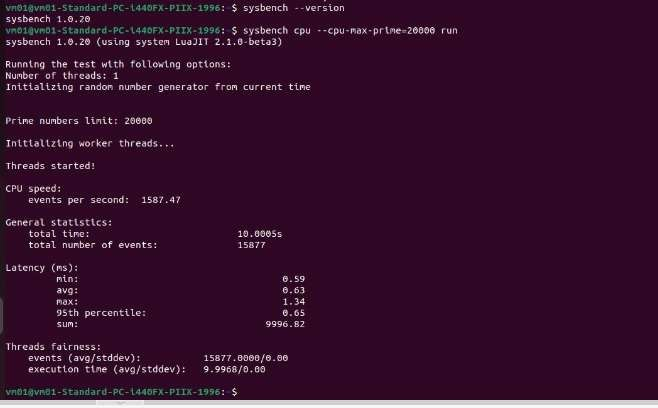 vm01@vm01-Standard-PC-i440FX-PIIX-1996:~$ sysbench --version
sysbench 1.0.20
vm01@vm01-Standard-PC-i440FX-PIIX-1996:~$ sysbench cpu --cpu-max-prime=20000 run
sysbench 1.0.20 (using system LuaJIT 2.1.0-beta3)
Running the test with following options:
Number of threads: 1
Initializing random number generator from current time
Prime numbers limit: 20000
Initializing worker threads...
Threads started!
CPU speed:
events per second: 1587.47
General statistics:
total time: 10.0005s
total number of events: 15877
Latency (ms):
min: 0.59
avg: 0.63
max: 1.34
95th percentile: 0.65
sum: 9996.82
Threads fairness:
events (avg/stddev): 15877.0000/0.00
execution time (avg/stddev): 9.9968/0.00
vm01@vm01-Standard-PC-i440FX-PIIX-1996:~$